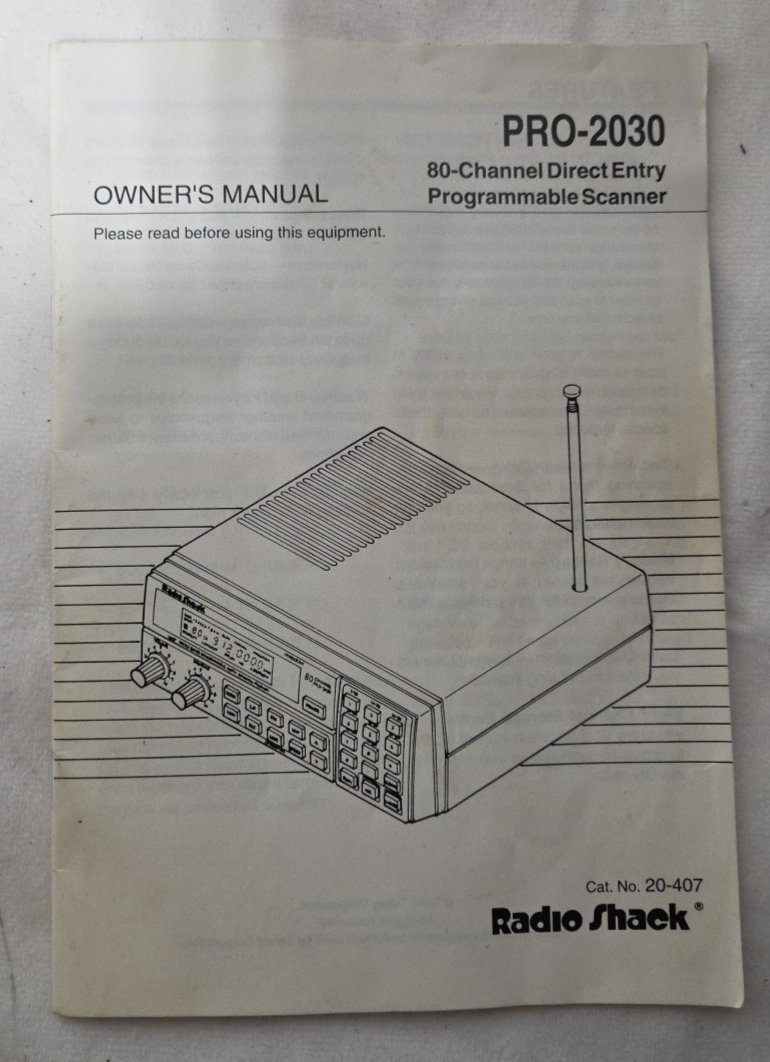 PRO-2030
80-Channel Direct Entry
OWNER'S MANUAL Programmable Scanner
Please read before using this equipment.
Radio Shack
Cat. No. 20-407
Radio Shack®